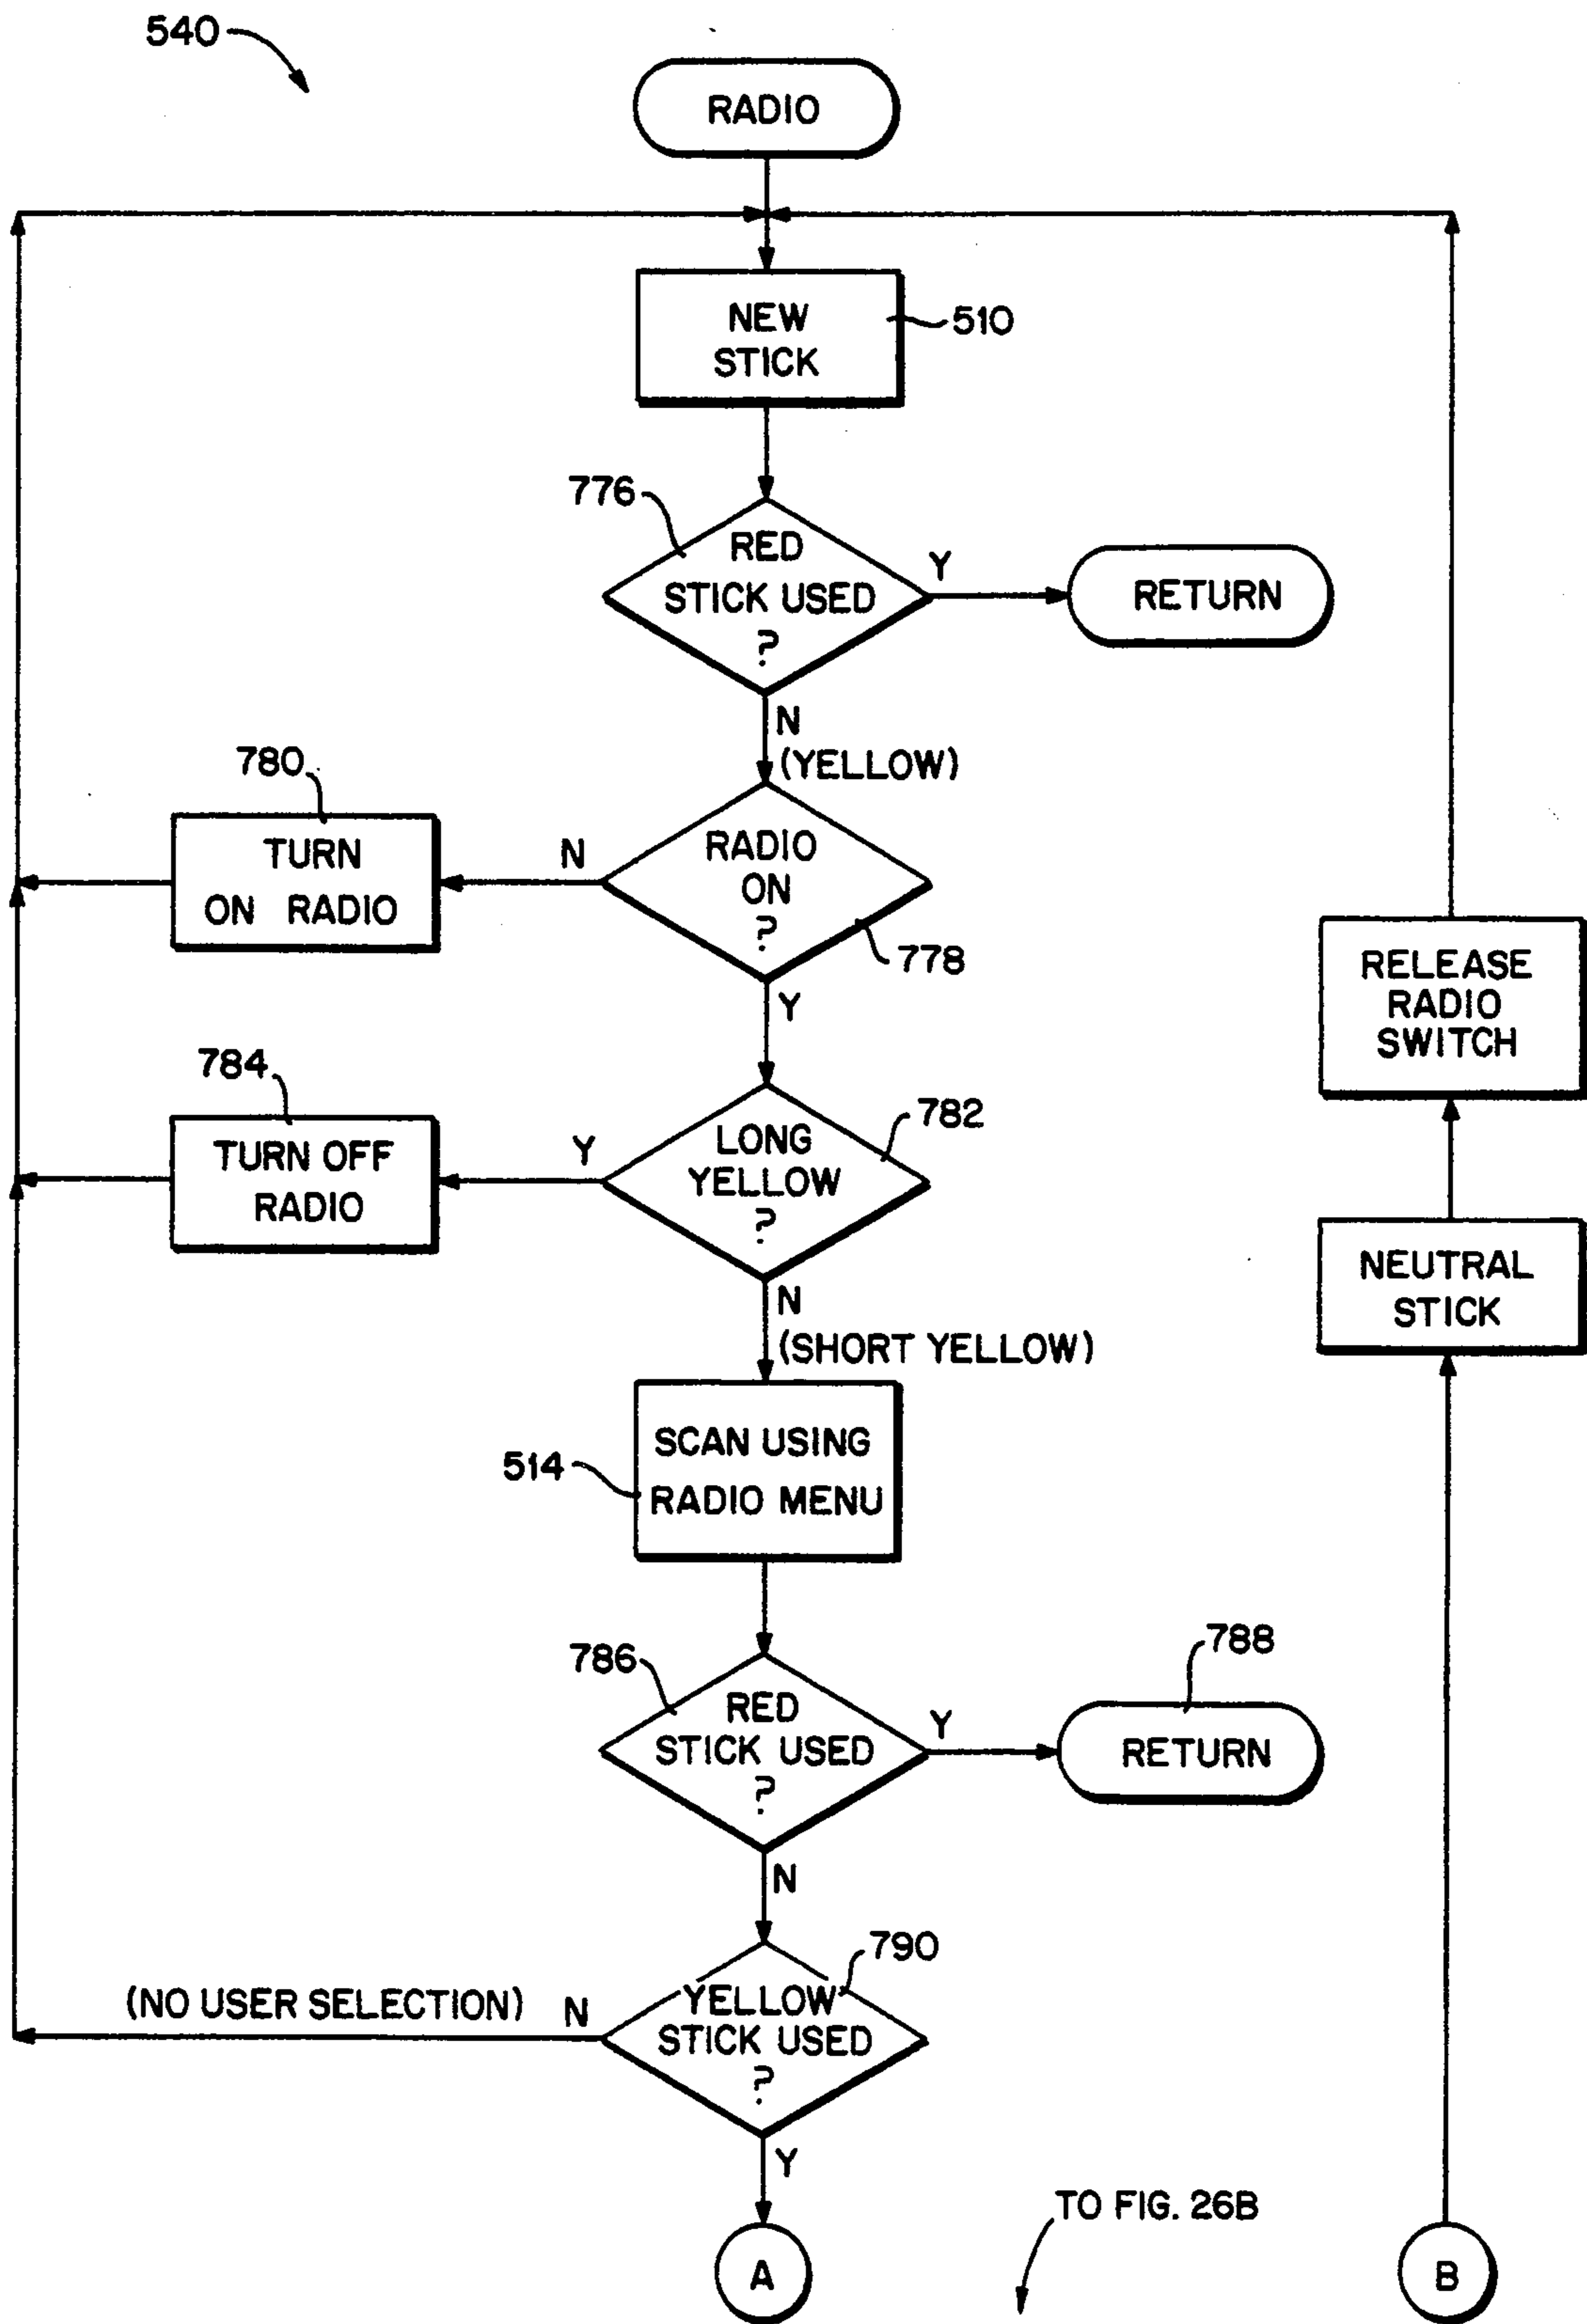 540
RADIO
NEW
STICK
510
776
RED
STICK USED
?
Y
RETURN
N
(YELLOW)
780
TURN
ON RADIO
N
RADIO
ON
?
778
Y
RELEASE
RADIO
SWITCH
784
TURN OFF
RADIO
Y
LONG
YELLOW
?
782
N
(SHORT YELLOW)
NEUTRAL
STICK
514
SCAN USING
RADIO MENU
786
RED
STICK USED
?
Y
788
RETURN
N
790
(NO USER SELECTION)
N
YELLOW
STICK USED
?
Y
TO FIG. 26B
A
B